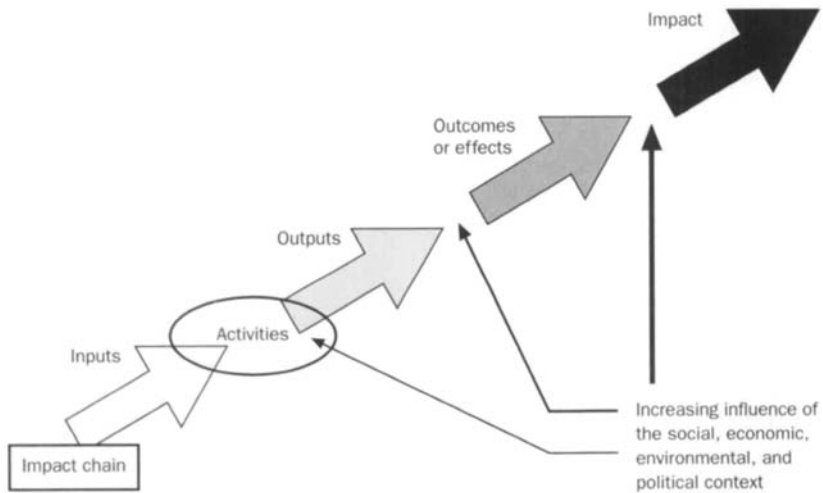 Impact
Outcomes
or effects
Outputs
Activities
Inputs
Impact chain
Increasing influence of
the social, economic,
environmental, and
political context